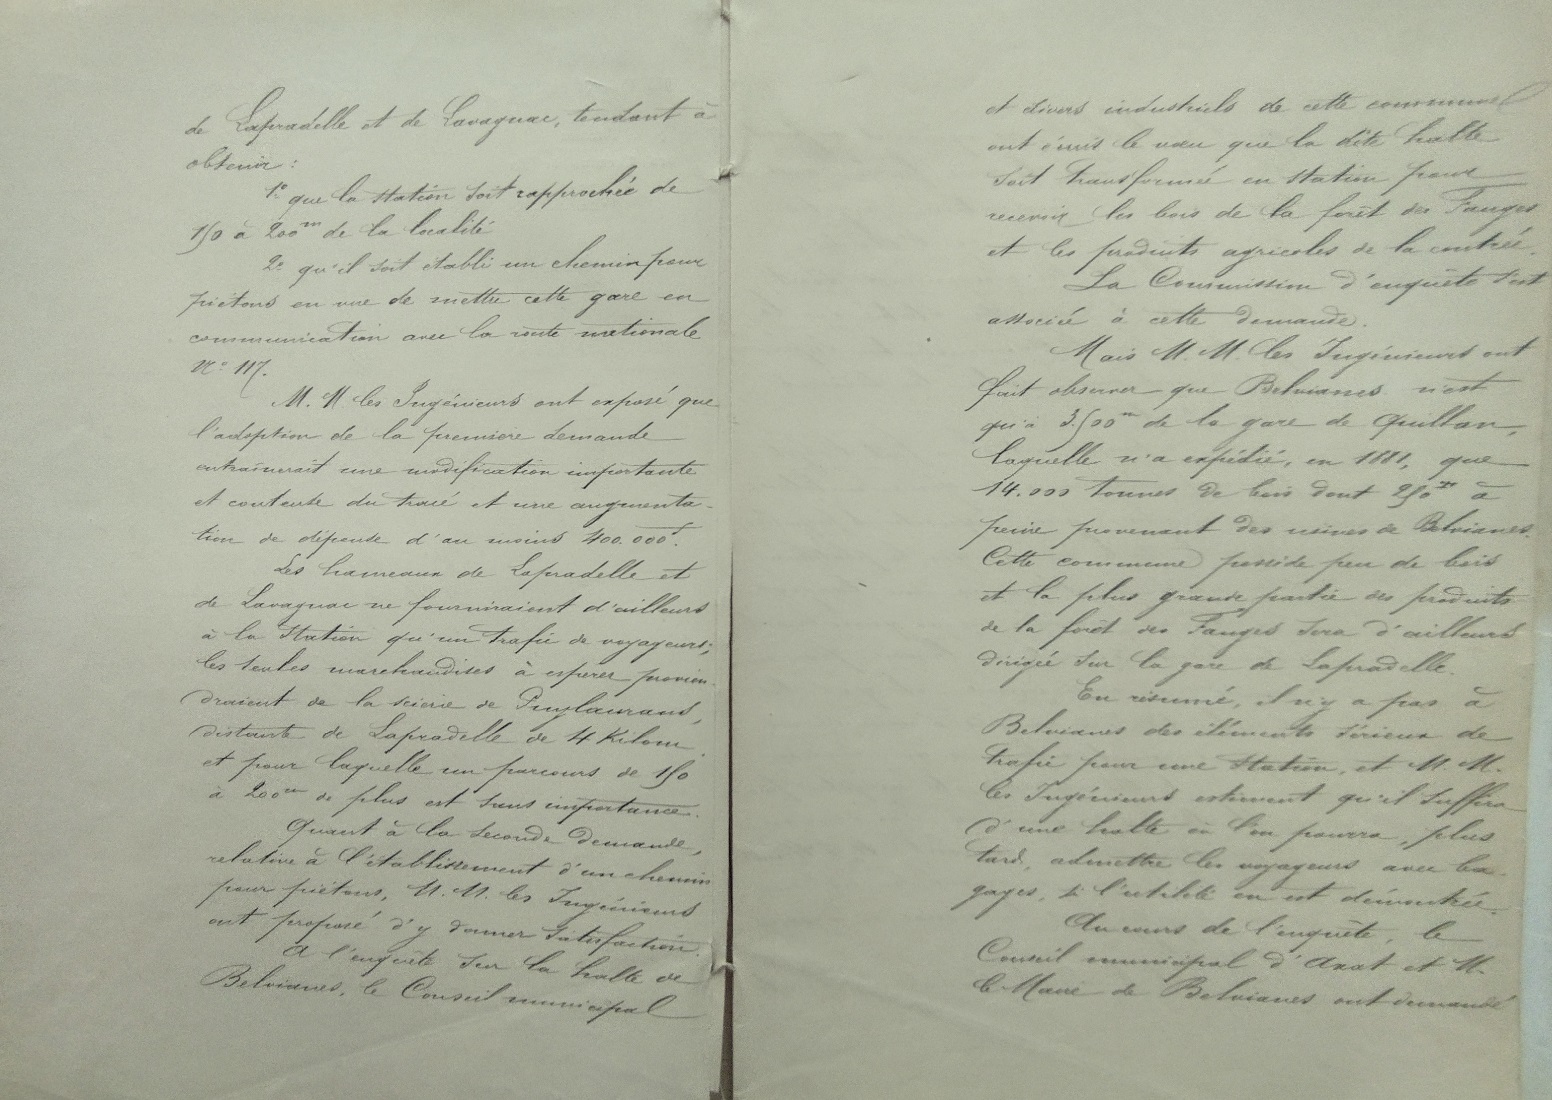 de Lapradelle et de Lavagnac, tendant à
obtenir :
1° que la station soit rapprochée de
150 à 200m de la localité
2° qu'il soit établi un chemin pour
piétons en vue de mettre cette gare en
communication avec la route nationale
N° 117.
M. M les Ingénieurs ont exposé que
l'adoption de la première demande
entraînerait une modification importante
et couteuse du tracé et une augmenta-
tion de dépense d'au moins 400.000f.
Les hameaux de Lapradelle et
de Lavagnac ne fourniraient d'ailleurs
à la station qu'un trafic de voyageurs;
les seules marchandises à espérer provien-
draient de la scierie de Puylaurens,
distante de Lapradelle de 4 Kilom.
et pour laquelle un parcours de 150
à 200m de plus est sans importance.
Quant à la seconde demande,
relative à l'établissement d'un chemin
pour piétons, M. M. les Ingénieurs
ont proposé d'y donner satisfaction.
A l'enquête sur la halte de
Belvianes, le Conseil municipal
et divers industriels de cette commune
ont émis le vœu que la dite halte
soit transformée en station pour
recevoir les bois de la forêt des Fanges
et les produits agricoles de la contrée.
La Commission d'enquête s'est
associée à cette demande.
Mais M. M. les Ingénieurs ont
fait observer que Belvianes n'est
qu'à 3.500m de la gare de Quillan,
laquelle n'a expédié, en 1881, que
14.000 tonnes de bois dont 250 à
peine provenant des usines de Belvianes.
Cette commune possède peu de bois
et la plus grande partie des produits
de la forêt des Fanges sera d'ailleurs
dirigée sur la gare de Lapradelle.
En résumé, il n'y a pas à
Belvianes des éléments sérieux de
trafic pour une station, et M. M.
les Ingénieurs estiment qu'il suffira
d'une halte où l'on pourra, plus
tard, admettre les voyageurs avec ba-
gages, si l'utilité en est démontrée.
Au cours de l'enquête, le
Conseil municipal d'Axat et M.
le Maire de Belvianes ont demandé